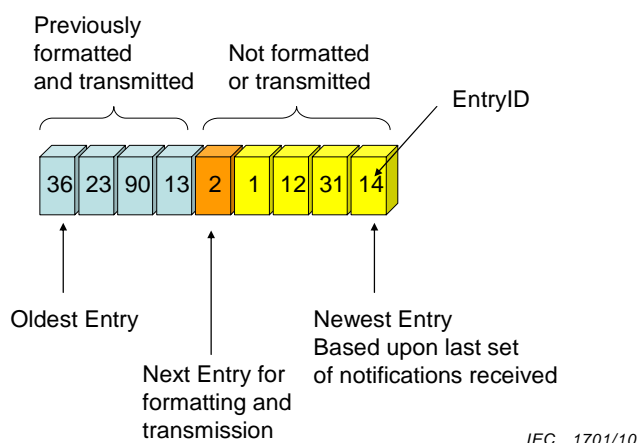 Previously
formatted
and transmitted
Not formatted
or transmitted
EntryID
36 23 90 13 2 1 12 31 14
Oldest Entry
Newest Entry
Based upon last set
of notifications received
Next Entry for
formatting and
transmission
IEC 1701/10